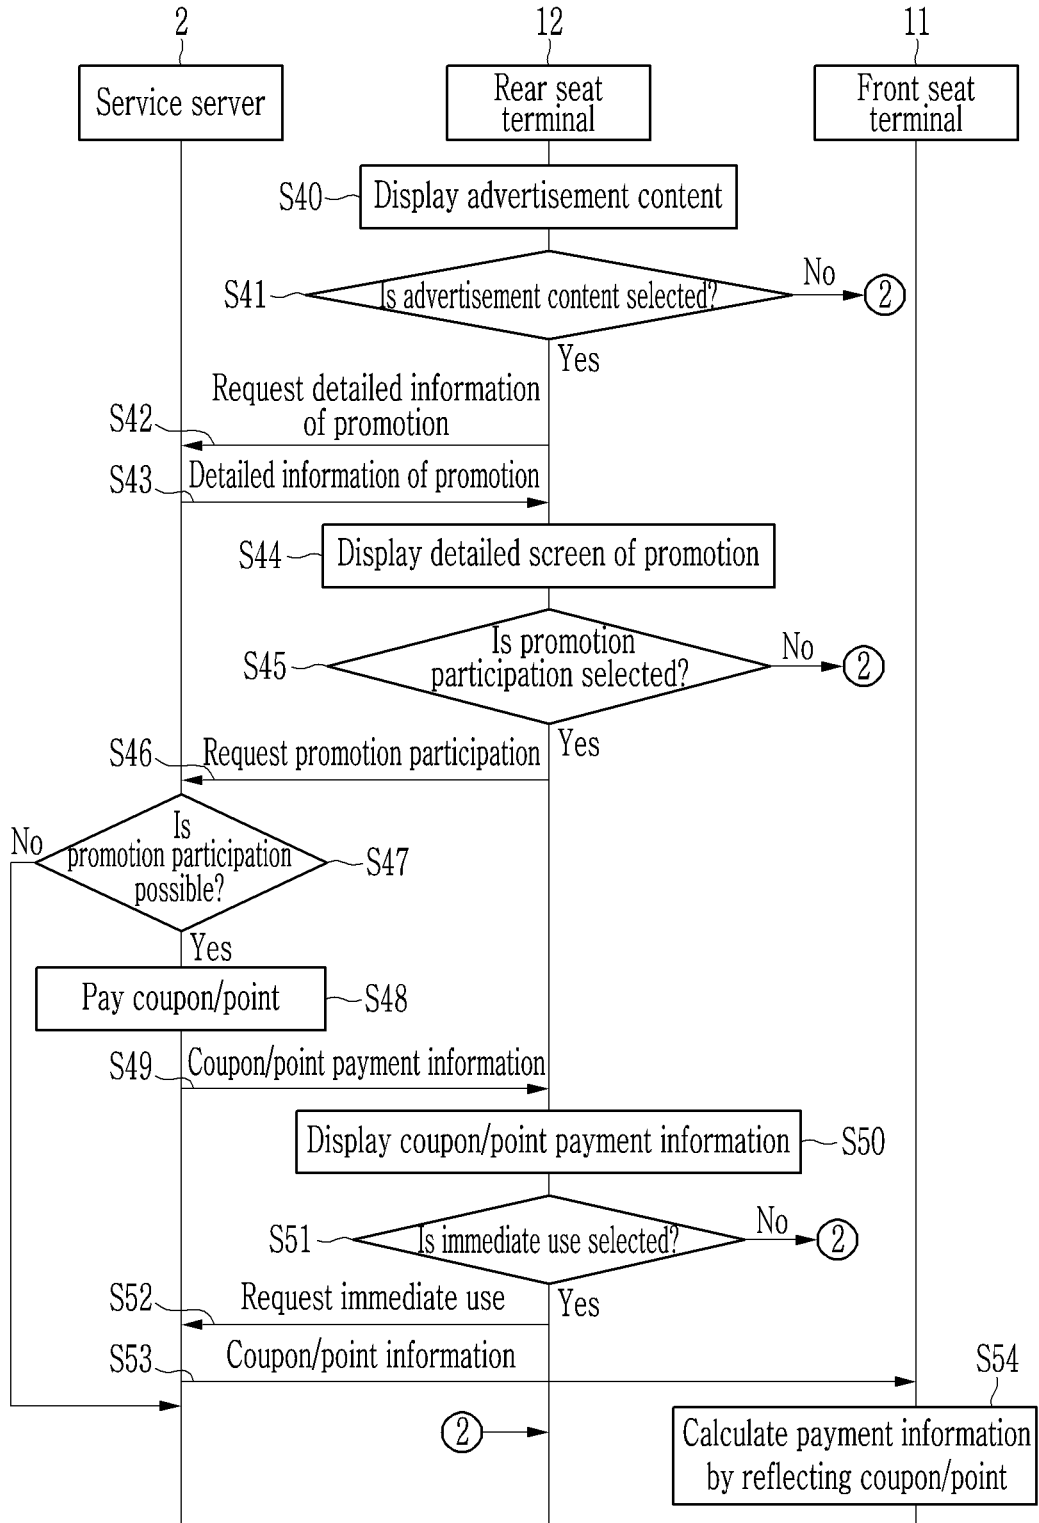 2
12
11
Service server
Rear seat
terminal
Front seat
terminal
S40
Display advertisement content
S41
Is advertisement content selected?
No
2
Yes
Request detailed information
of promotion
S42
S43
Detailed information of promotion
S44
Display detailed screen of promotion
S45
Is promotion
participation selected?
No
2
Yes
S46
Request promotion participation
No
Is
promotion participation
possible?
S47
Yes
Pay coupon/point
S48
S49
Coupon/point payment information
Display coupon/point payment information
S50
S51
Is immediate use selected?
No
2
Yes
S52
Request immediate use
S53
Coupon/point information
S54
2
Calculate payment information
by reflecting coupon/point